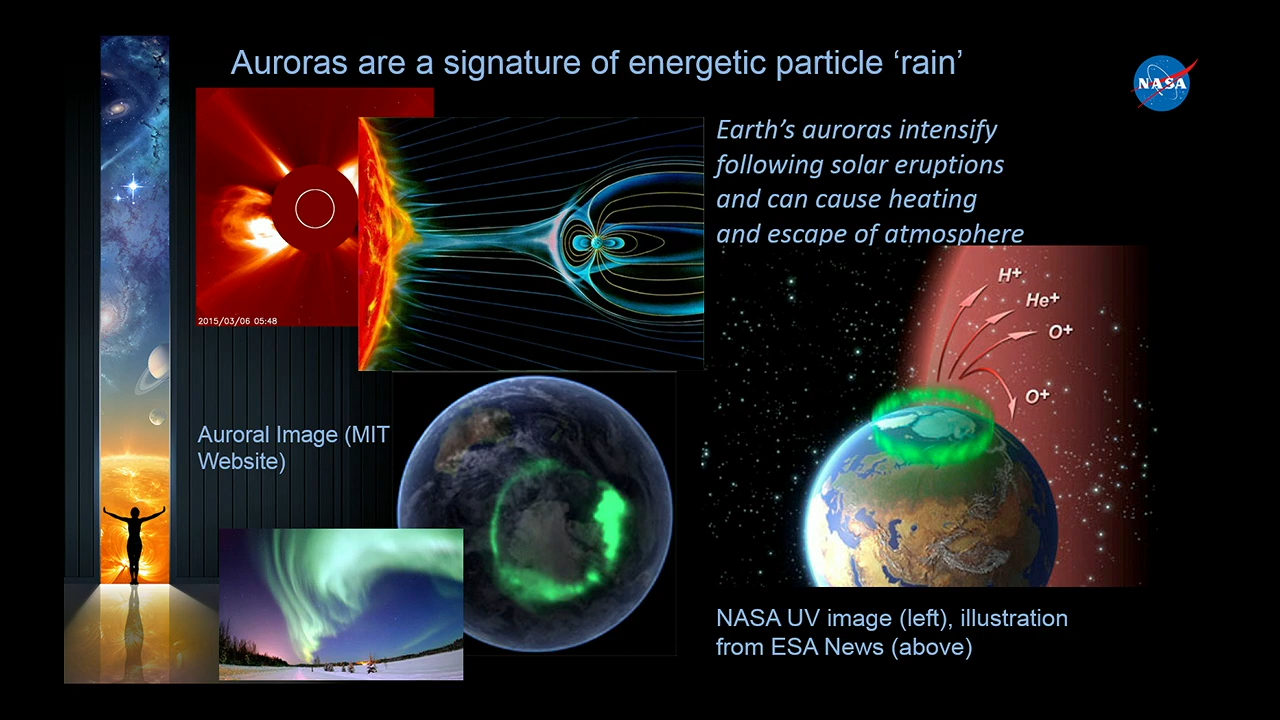 Auroras are a signature of energetic particle ‘rain’
NASA
Earth’s auroras intensify
following solar eruptions
and can cause heating
and escape of atmosphere
2015/03/06 05:48
H+
He+
O+
O+
Auroral Image (MIT
Website)
NASA UV image (left), illustration
from ESA News (above)